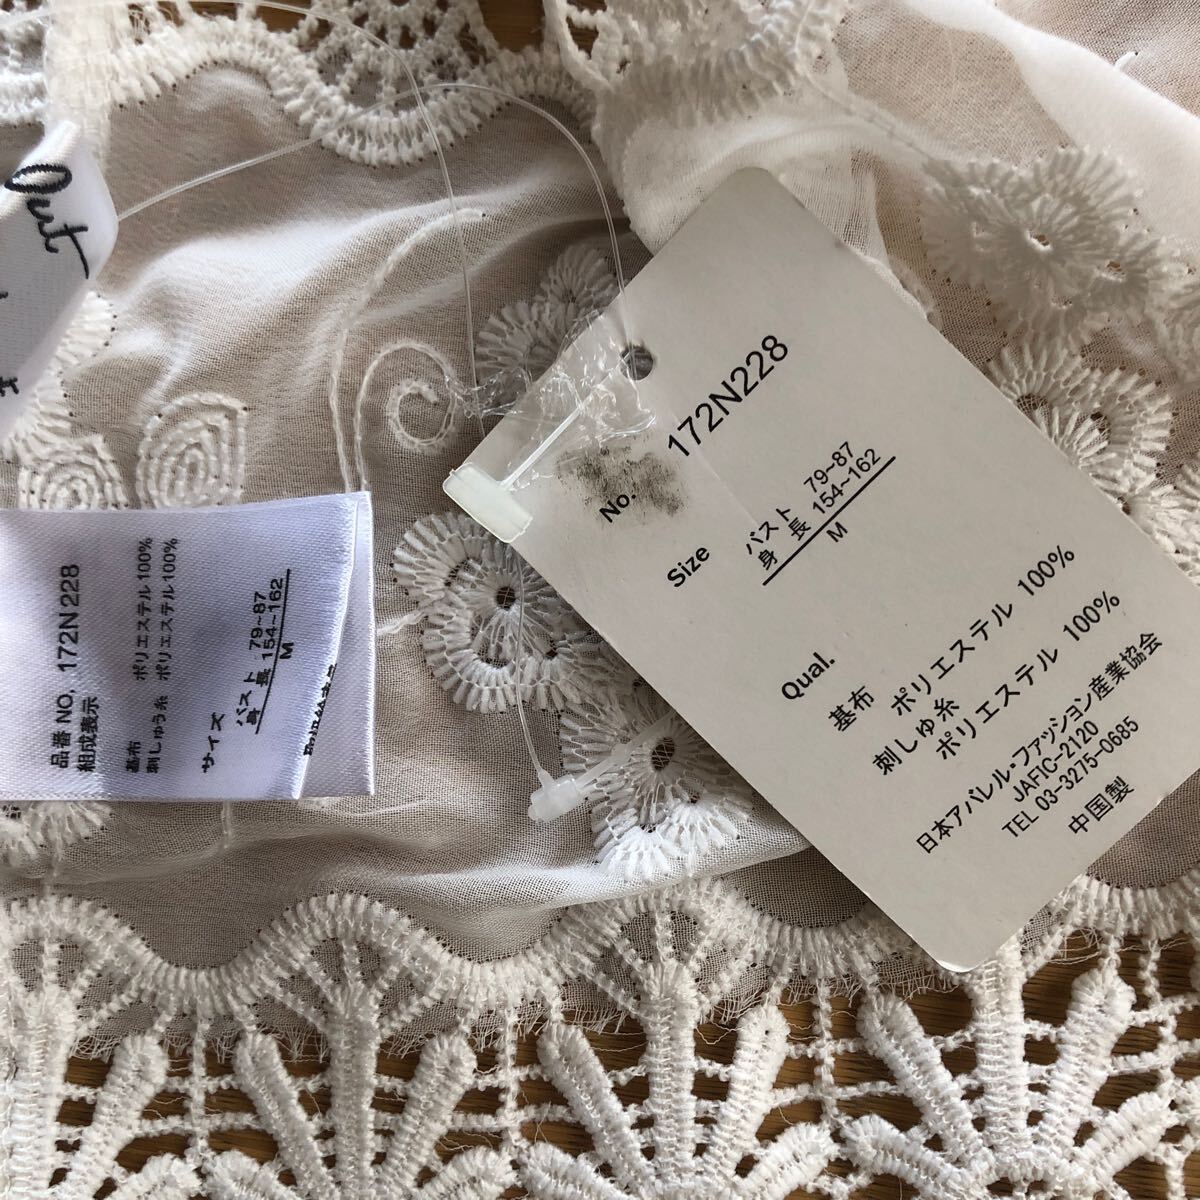 Out
品番 NO, 172N228
組成表示
基布 ポリエステル100%
刺しゅう糸 ポリエステル100%
サイズ
バスト 79~87
身長 154~162
M
No. 172N228
Size
バスト 79~87
身長 154~162
M
Qual.
基布 ポリエステル 100%
刺しゅ糸
ポリエステル 100%
日本アパレル・ファッション産業協会
JAFIC-2120
TEL 03-3275-0685
中国製